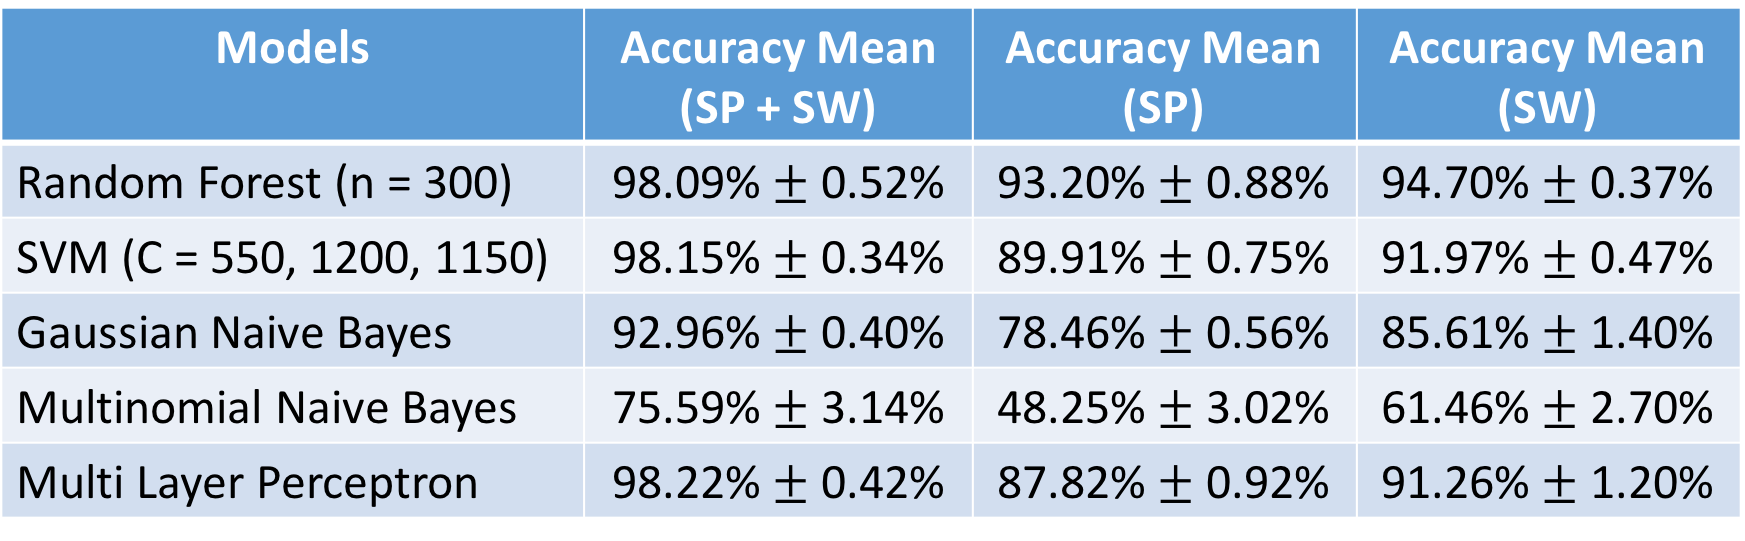 Models Accuracy Mean (SP + SW) Accuracy Mean (SP) Accuracy Mean (SW)
Random Forest (n = 300) 98.09% ± 0.52% 93.20% ± 0.88% 94.70% ± 0.37%
SVM (C = 550, 1200, 1150) 98.15% ± 0.34% 89.91% ± 0.75% 91.97% ± 0.47%
Gaussian Naive Bayes 92.96% ± 0.40% 78.46% ± 0.56% 85.61% ± 1.40%
Multinomial Naive Bayes 75.59% ± 3.14% 48.25% ± 3.02% 61.46% ± 2.70%
Multi Layer Perceptron 98.22% ± 0.42% 87.82% ± 0.92% 91.26% ± 1.20%